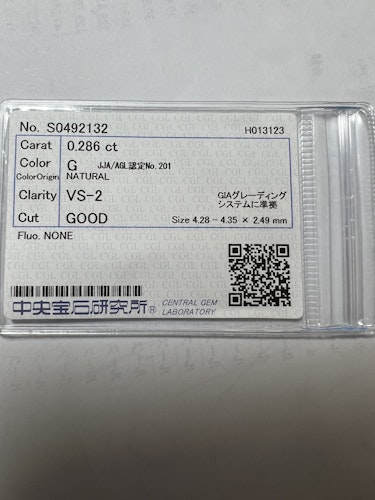 No. S0492132 H013123
Carat 0.286 ct
Color G JJA/AGL認定No.201
ColorOrigin NATURAL
Clarity VS-2 GIAグレーディング
システムに準拠
Cut GOOD Size 4.28 - 4.35 × 2.49 mm
Fluo. NONE
中央宝石研究所® CENTRAL GEM
LABORATORY